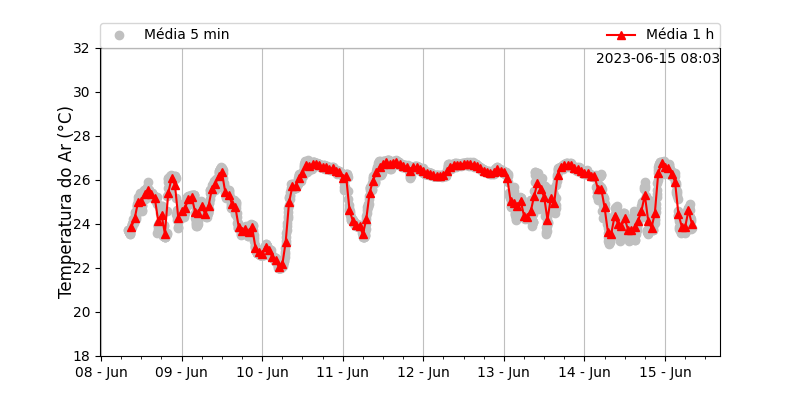 Média 5 min
Média 1 h
2023-06-15 08:03
Temperatura do Ar (°C)
32
30
28
26
24
22
20
18
08 - Jun
09 - Jun
10 - Jun
11 - Jun
12 - Jun
13 - Jun
14 - Jun
15 - Jun